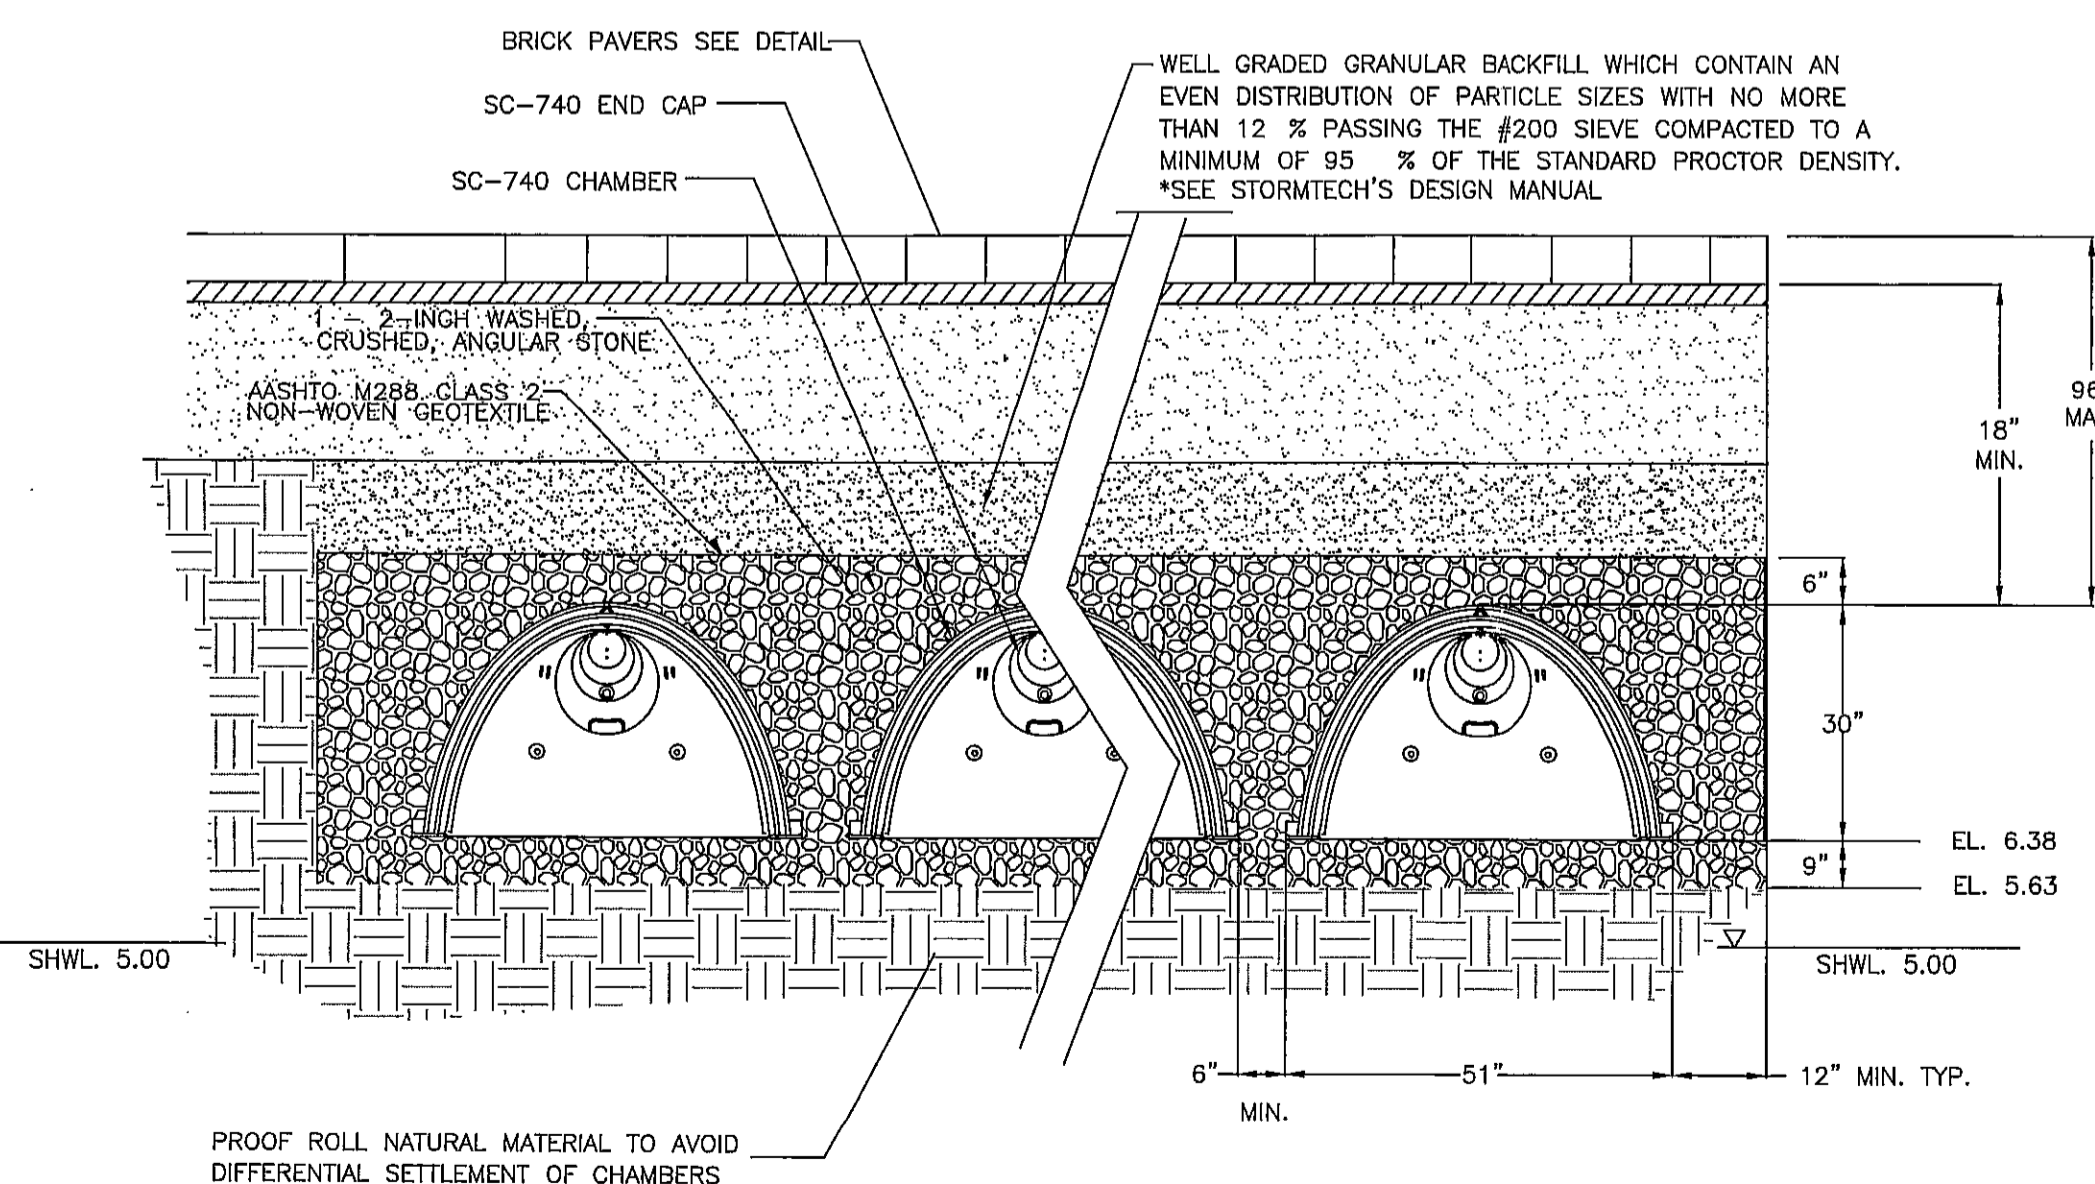 BRICK PAVERS SEE DETAIL
SC-740 END CAP
SC-740 CHAMBER
WELL GRADED GRANULAR BACKFILL WHICH CONTAIN AN
EVEN DISTRIBUTION OF PARTICLE SIZES WITH NO MORE
THAN 12 % PASSING THE #200 SIEVE COMPACTED TO A
MINIMUM OF 95 % OF THE STANDARD PROCTOR DENSITY.
*SEE STORMTECH'S DESIGN MANUAL
1 - 2-INCH WASHED,
CRUSHED, ANGULAR STONE
AASHTO M288 CLASS 2
NON-WOVEN GEOTEXTILE
96
MA
18"
MIN.
6"
30"
EL. 6.38
9"
EL. 5.63
SHWL. 5.00
SHWL. 5.00
6"
MIN.
51"
12" MIN. TYP.
PROOF ROLL NATURAL MATERIAL TO AVOID
DIFFERENTIAL SETTLEMENT OF CHAMBERS